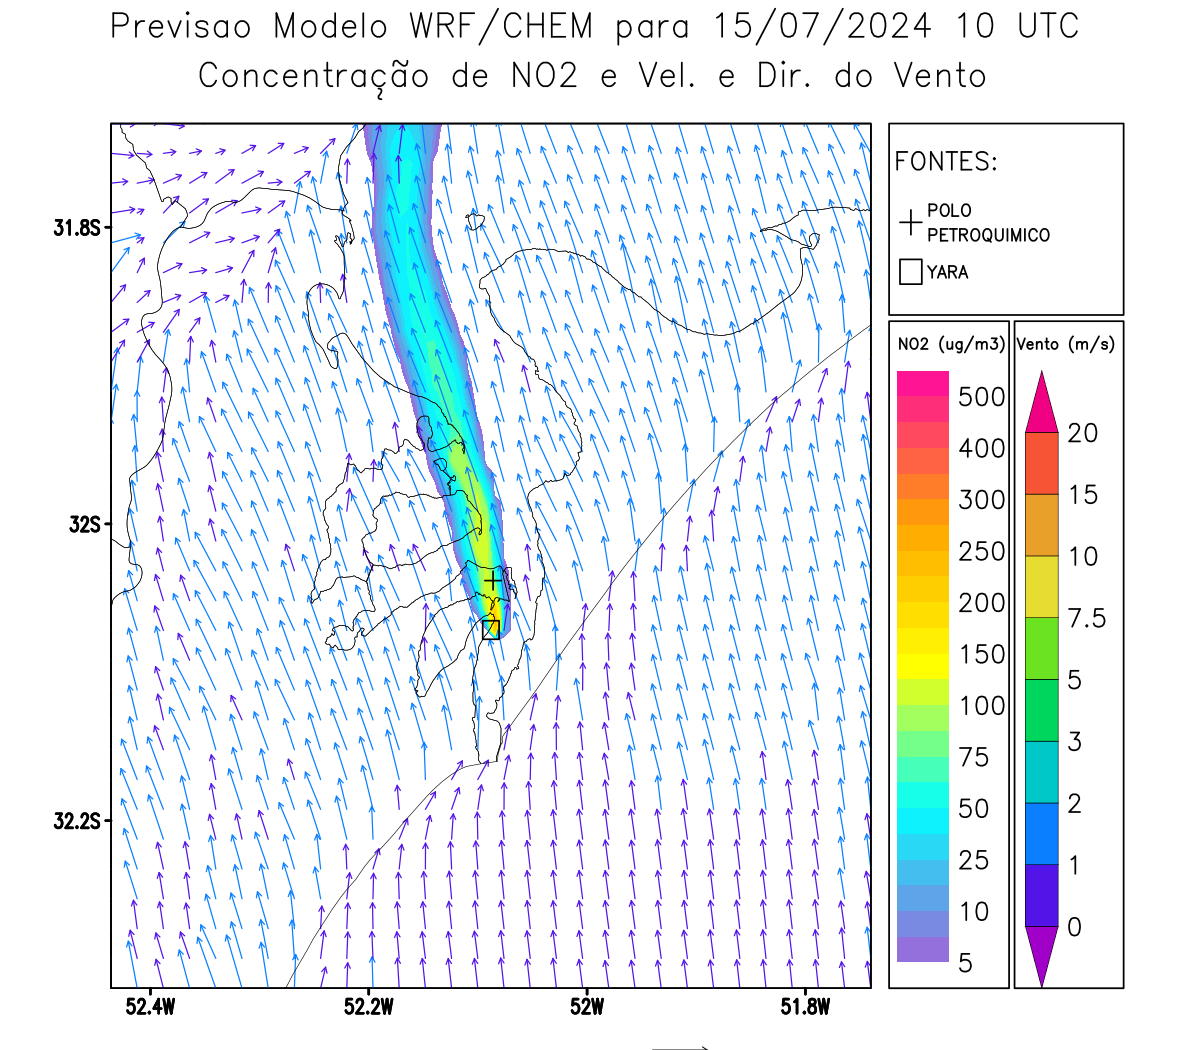 Previsao Modelo WRF/CHEM para 15/07/2024 10 UTC
Concentração de NO2 e Vel. e Dir. do Vento
FONTES:
POLO
PETROQUIMICO
YARA
31.8S
32S
32.2S
52.4W
52.2W
52W
51.8W
NO2 (ug/m3)
500
400
300
250
200
150
100
75
50
25
10
5
Vento (m/s)
20
15
10
7.5
5
3
2
1
0